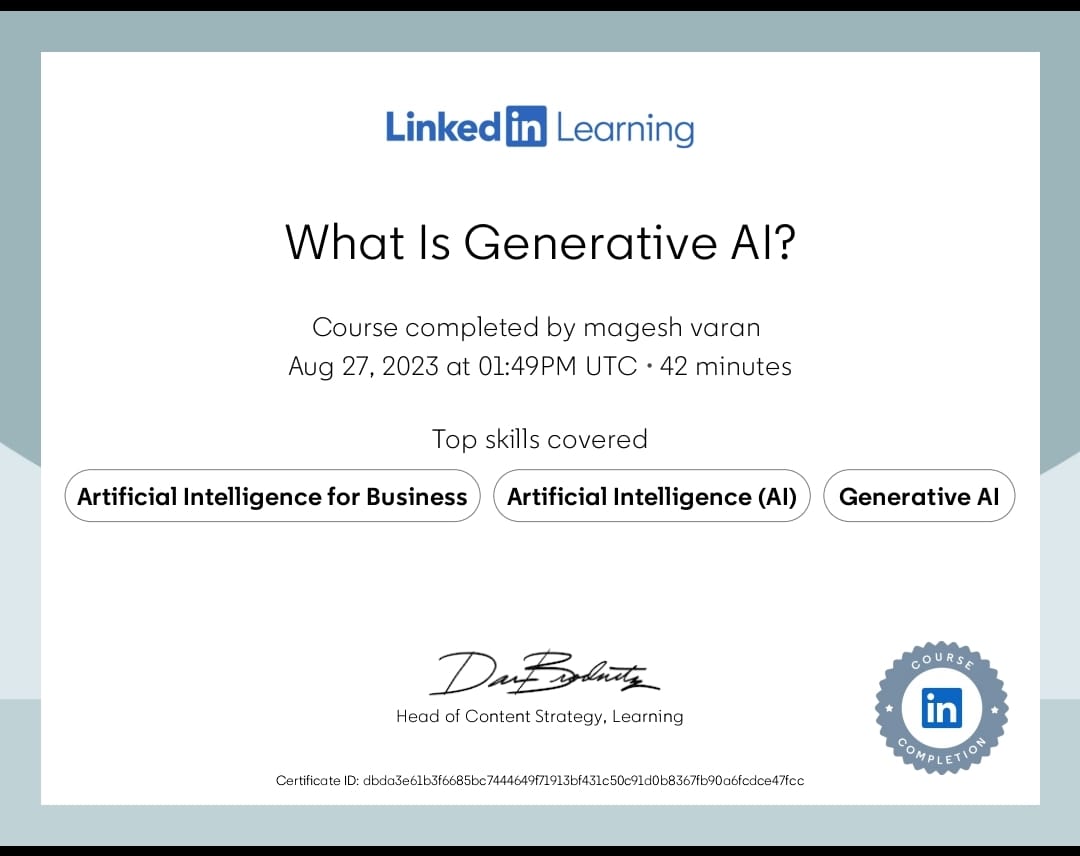 Linked in Learning
What Is Generative AI?
Course completed by magesh varan
Aug 27, 2023 at 01:49PM UTC • 42 minutes
Top skills covered
Artificial Intelligence for Business Artificial Intelligence (AI) Generative AI
Dan Brodnitz
Head of Content Strategy, Learning
COURSE
in
COMPLETION
Certificate ID: dbda3e61b3f6685bc7444649f71913bf431c50c91d0b8367fb90a6fcdce47fcc